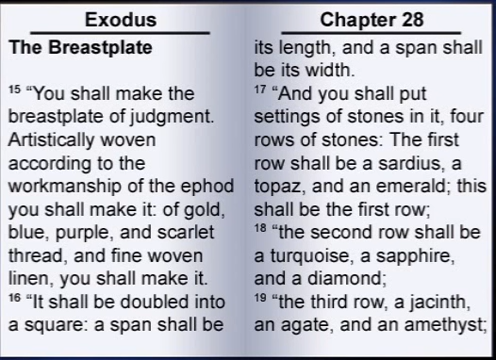 Exodus
The Breastplate
15 “You shall make the
breastplate of judgment.
Artistically woven
according to the
workmanship of the ephod
you shall make it: of gold,
blue, purple, and scarlet
thread, and fine woven
linen, you shall make it.
16 “It shall be doubled into
a square: a span shall be
Chapter 28
its length, and a span shall
be its width.
17 “And you shall put
settings of stones in it, four
rows of stones: The first
row shall be a sardius, a
topaz, and an emerald; this
shall be the first row;
18 “the second row shall be
a turquoise, a sapphire,
and a diamond;
19 “the third row, a jacinth,
an agate, and an amethyst;